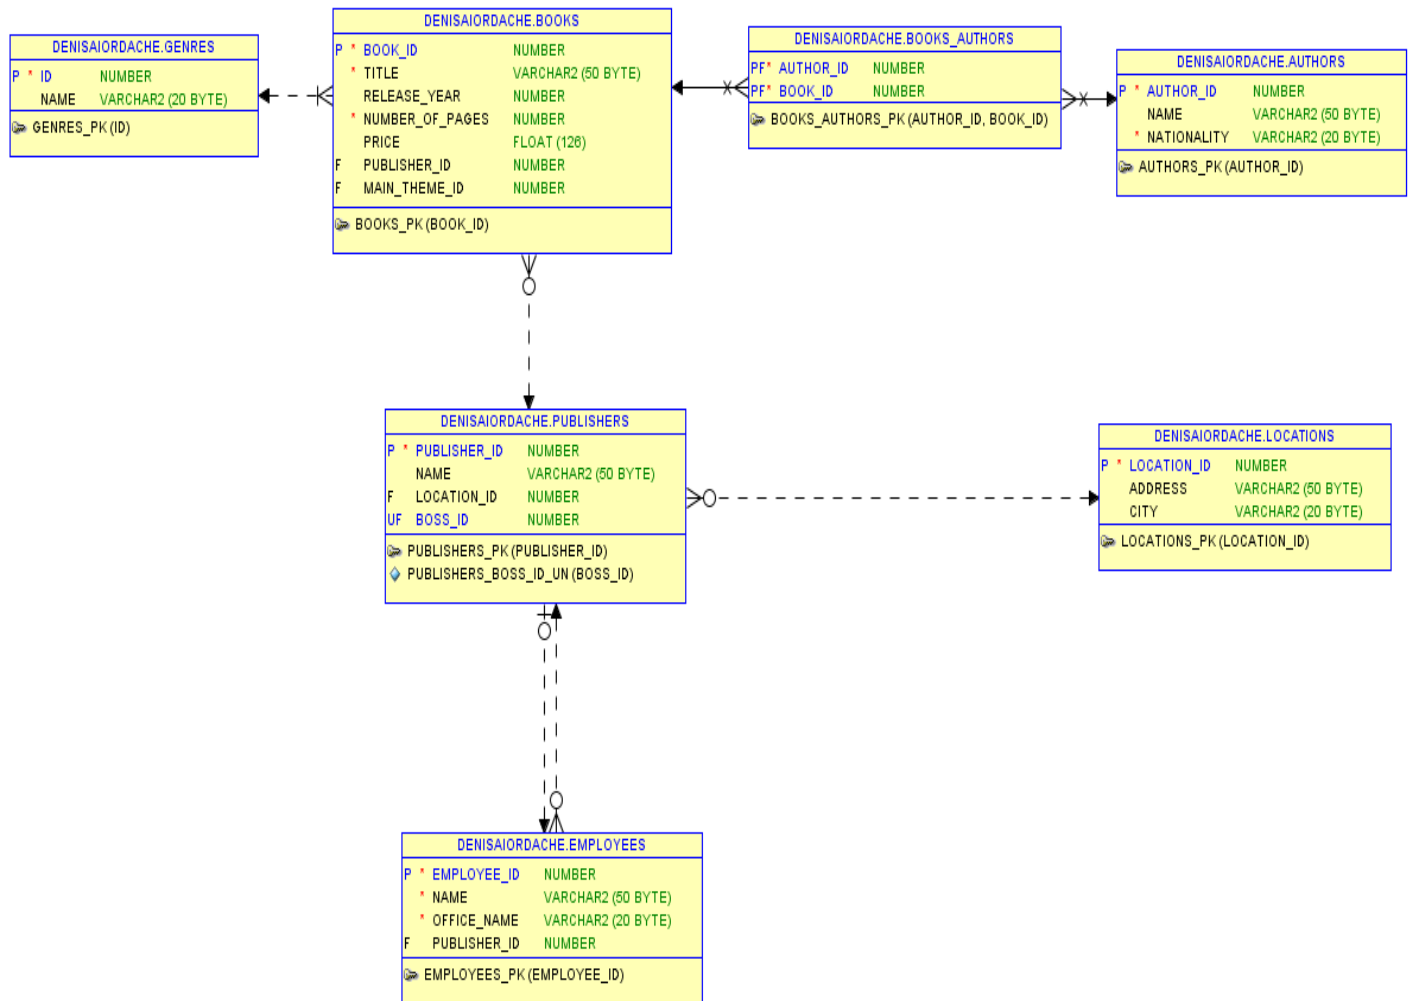 DENISAIORDACHE.GENRES
P * ID NUMBER
NAME VARCHAR2 (20 BYTE)
GENRES_PK (ID)
DENISAIORDACHE.BOOKS
P * BOOK_ID NUMBER
* TITLE VARCHAR2 (50 BYTE)
RELEASE_YEAR NUMBER
* NUMBER_OF_PAGES NUMBER
PRICE FLOAT (126)
F PUBLISHER_ID NUMBER
F MAIN_THEME_ID NUMBER
BOOKS_PK (BOOK_ID)
DENISAIORDACHE.BOOKS_AUTHORS
PF* AUTHOR_ID NUMBER
PF* BOOK_ID NUMBER
BOOKS_AUTHORS_PK (AUTHOR_ID, BOOK_ID)
DENISAIORDACHE.AUTHORS
P * AUTHOR_ID NUMBER
NAME VARCHAR2 (50 BYTE)
* NATIONALITY VARCHAR2 (20 BYTE)
AUTHORS_PK (AUTHOR_ID)
DENISAIORDACHE.PUBLISHERS
P * PUBLISHER_ID NUMBER
NAME VARCHAR2 (50 BYTE)
F LOCATION_ID NUMBER
UF BOSS_ID NUMBER
PUBLISHERS_PK (PUBLISHER_ID)
PUBLISHERS_BOSS_ID_UN (BOSS_ID)
DENISAIORDACHE.LOCATIONS
P * LOCATION_ID NUMBER
ADDRESS VARCHAR2 (50 BYTE)
CITY VARCHAR2 (20 BYTE)
LOCATIONS_PK (LOCATION_ID)
DENISAIORDACHE.EMPLOYEES
P * EMPLOYEE_ID NUMBER
* NAME VARCHAR2 (50 BYTE)
* OFFICE_NAME VARCHAR2 (20 BYTE)
F PUBLISHER_ID NUMBER
EMPLOYEES_PK (EMPLOYEE_ID)